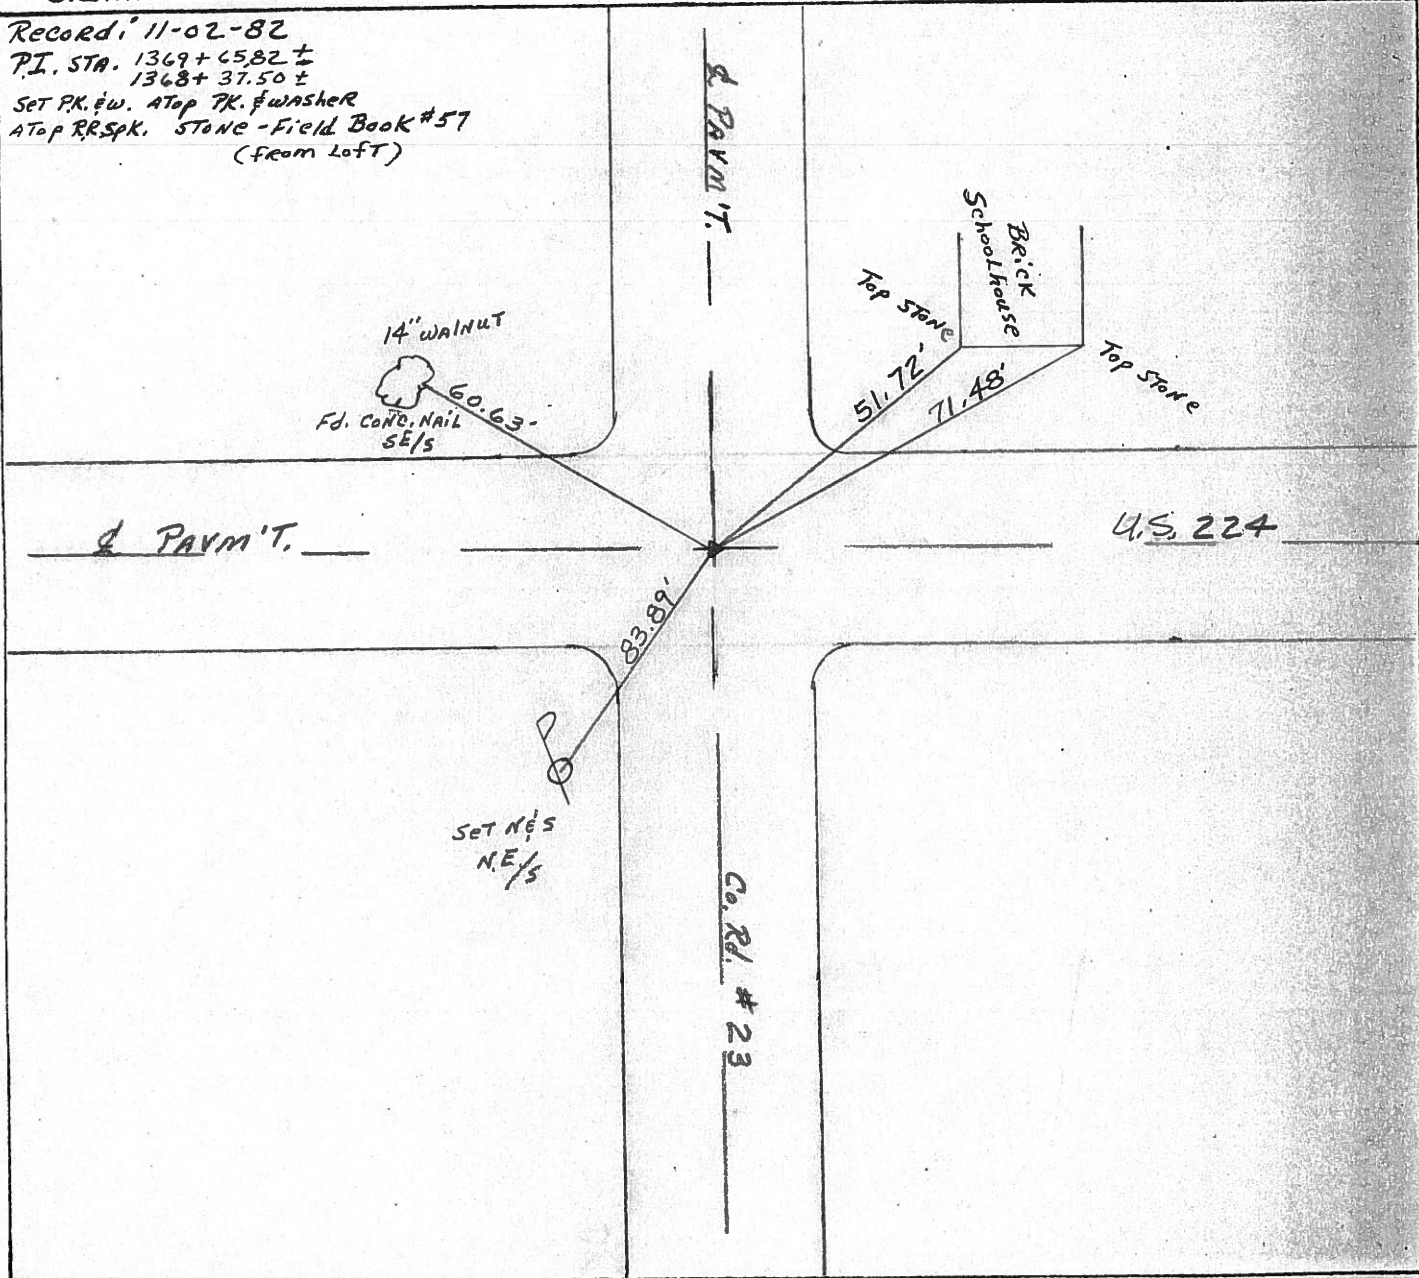 Record: 11-02-82
P.I. STA. 1369+65.82 ±
1368+37.50 ±
SET P.K. & W. ATOP P.K. & WASHER
ATOP R.R. SPK. STONE - Field Book #57
(from LofT)
℄ PAVM'T.
BRICK
Schoolhouse
Top STONE
Top STONE
14" WALNUT
60.63'
Fd. CONC. NAIL
SE/S
51.72'
71.48'
℄ PAVM'T.
U.S. 224
83.89'
SET N&S
N.E/S
Co. Rd. #23